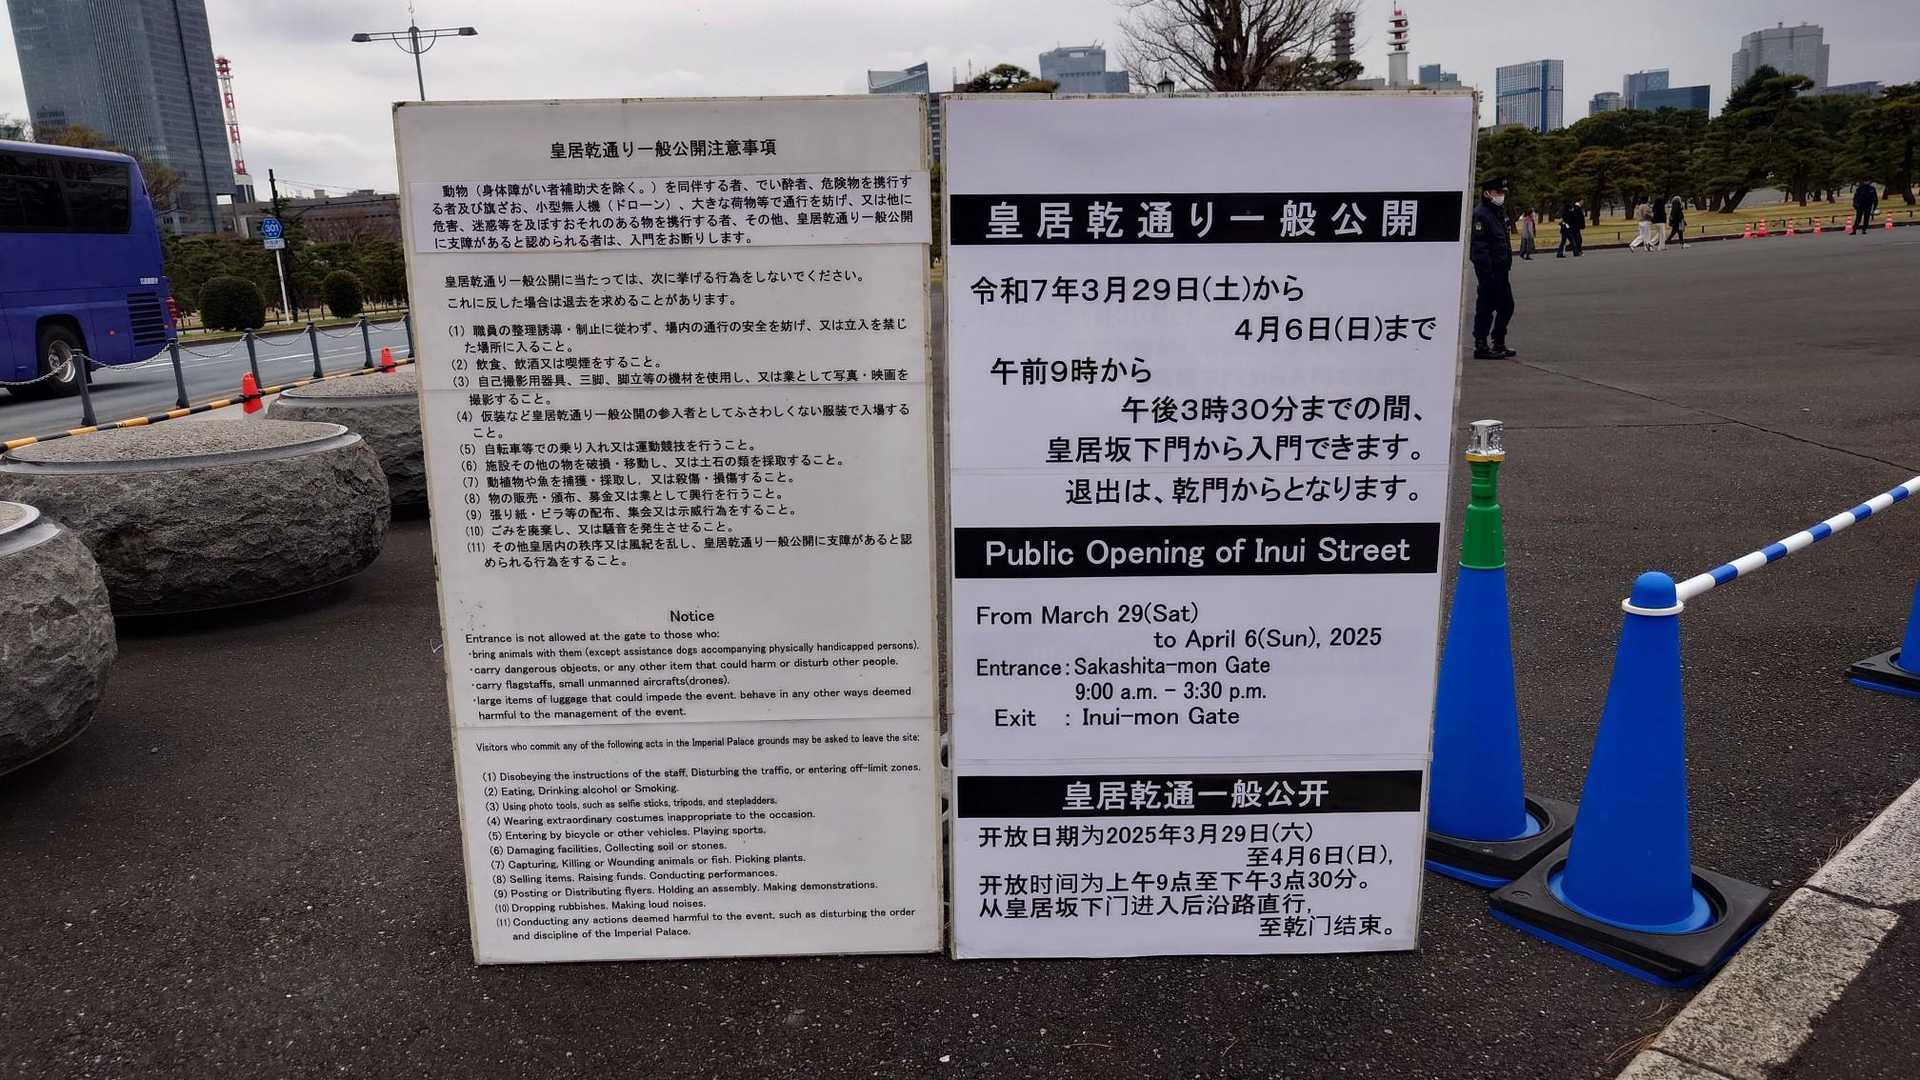 皇居乾通り一般公開注意事項
動物（身体障がい者補助犬を除く。）を同伴する者、でい酔者、危険物を携行す
る者及び旗ざお、小型無人機（ドローン）、大きな荷物等で通行を妨げ、又は他に
危害、迷惑等を及ぼすおそれのある物を携行する者、その他、皇居乾通り一般公開
に支障があると認められる者は、入門をお断りします。
皇居乾通り一般公開に当たっては、次に挙げる行為をしないでください。
これに反した場合は退去を求めることがあります。
(1) 職員の整理誘導・制止に従わず、場内の通行の安全を妨げ、又は立入を禁じ
た場所に入ること。
(2) 飲食、飲酒又は喫煙をすること。
(3) 自己撮影用器具、三脚、脚立等の機材を使用し、又は業として写真・映画を
撮影すること。
(4) 仮装など皇居乾通り一般公開の参入者としてふさわしくない服装で入場する
こと。
(5) 自転車等での乗り入れ又は運動競技を行うこと。
(6) 施設その他の物を破損・移動し、又は土石の類を採取すること。
(7) 動植物や魚を捕獲・採取し、又は殺傷・損傷すること。
(8) 物の販売・頒布、募金又は業として興行を行うこと。
(9) 張り紙・ビラ等の配布、集会又は示威行為をすること。
(10) ごみを廃棄し、又は騒音を発生させること。
(11) その他皇居内の秩序又は風紀を乱し、皇居乾通り一般公開に支障があると認
められる行為をすること。
Notice
Entrance is not allowed at the gate to those who:
・bring animals with them (except assistance dogs accompanying physically handicapped persons).
・carry dangerous objects, or any other item that could harm or disturb other people.
・carry flagstaffs, small unmanned aircrafts(drones).
・large items of luggage that could impede the event. behave in any other ways deemed
harmful to the management of the event.
Visitors who commit any of the following acts in the Imperial Palace grounds may be asked to leave the site:
(1) Disobeying the instructions of the staff, Disturbing the traffic, or entering off-limit zones.
(2) Eating, Drinking alcohol or Smoking.
(3) Using photo tools, such as selfie sticks, tripods, and stepladders.
(4) Wearing extraordinary costumes inappropriate to the occasion.
(5) Entering by bicycle or other vehicles. Playing sports.
(6) Damaging facilities, Collecting soil or stones.
(7) Capturing, Killing or Wounding animals or fish. Picking plants.
(8) Selling items. Raising funds. Conducting performances.
(9) Posting or Distributing flyers. Holding an assembly. Making demonstrations.
(10) Dropping rubbishes. Making loud noises.
(11) Conducting any actions deemed harmful to the event, such as disturbing the order
and discipline of the Imperial Palace.
皇居乾通り一般公開
令和7年3月29日(土)から
4月6日(日)まで
午前9時から
午後3時30分までの間、
皇居坂下門から入門できます。
退出は、乾門からとなります。
Public Opening of Inui Street
From March 29(Sat)
to April 6(Sun), 2025
Entrance:Sakashita-mon Gate
9:00 a.m. - 3:30 p.m.
Exit : Inui-mon Gate
皇居乾通一般公开
开放日期为2025年3月29日(六)
至4月6日(日),
开放时间为上午9点至下午3点30分。
从皇居坂下门进入后沿路直行,
至乾门结束。
301